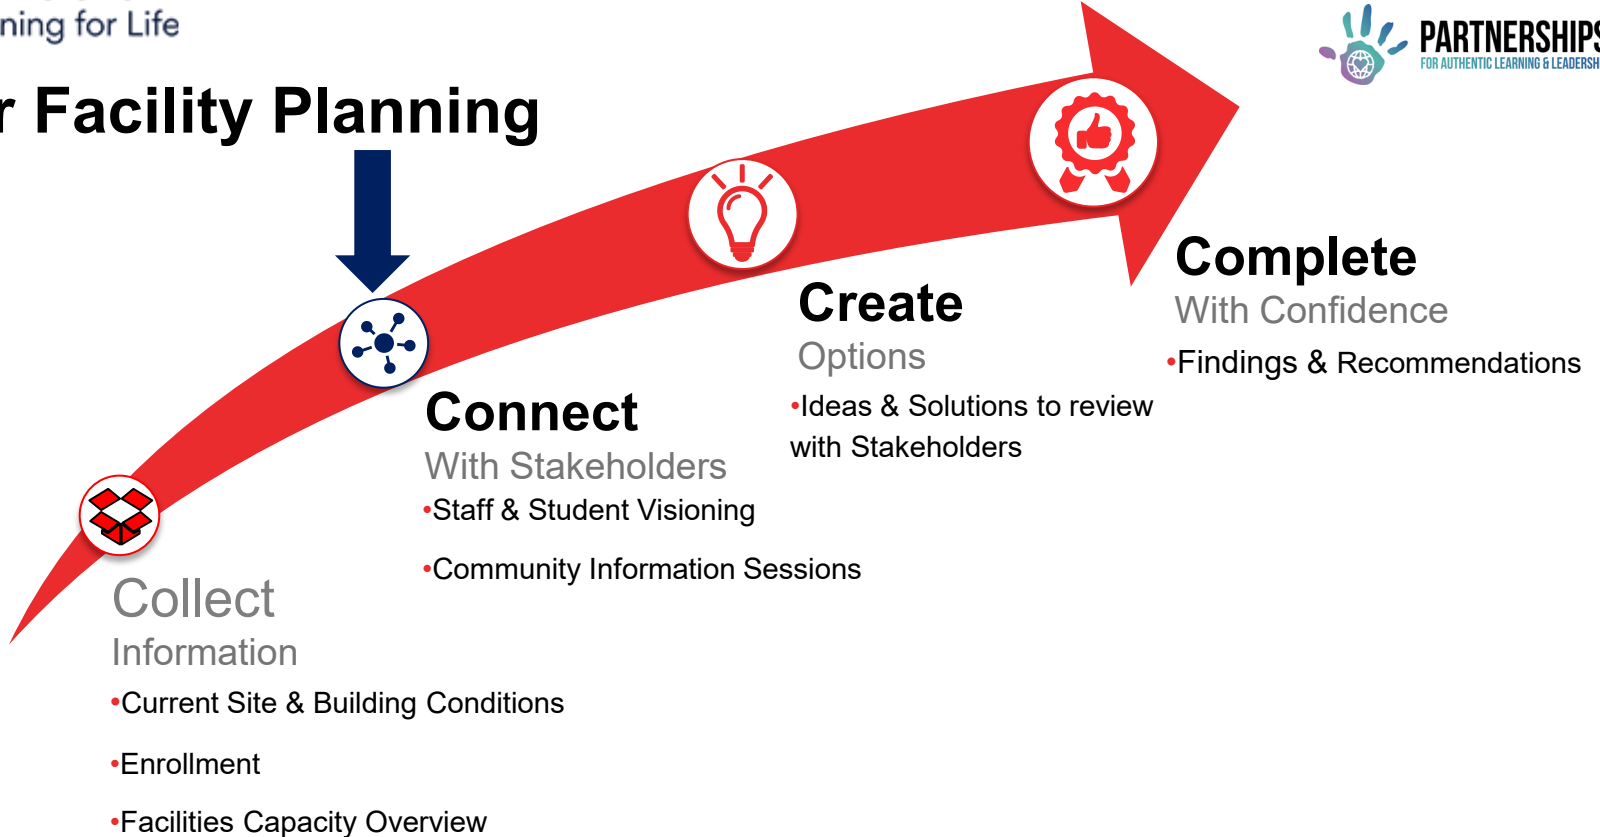 ning for Life
PARTNERSHIPS
FOR AUTHENTIC LEARNING & LEADERSH
r Facility Planning
Complete
With Confidence
•Findings & Recommendations
Create
Options
•Ideas & Solutions to review
with Stakeholders
Connect
With Stakeholders
•Staff & Student Visioning
•Community Information Sessions
Collect
Information
•Current Site & Building Conditions
•Enrollment
•Facilities Capacity Overview